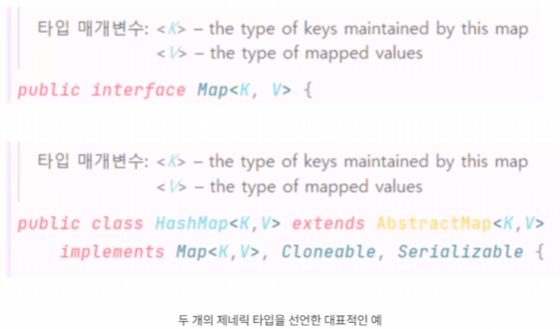 타입 매개변수: <K> – the type of keys maintained by this map
<V> – the type of mapped values
public interface Map<K, V> {
타입 매개변수: <K> – the type of keys maintained by this map
<V> – the type of mapped values
public class HashMap<K,V> extends AbstractMap<K,V>
implements Map<K,V>, Cloneable, Serializable {
두 개의 제네릭 타입을 선언한 대표적인 예